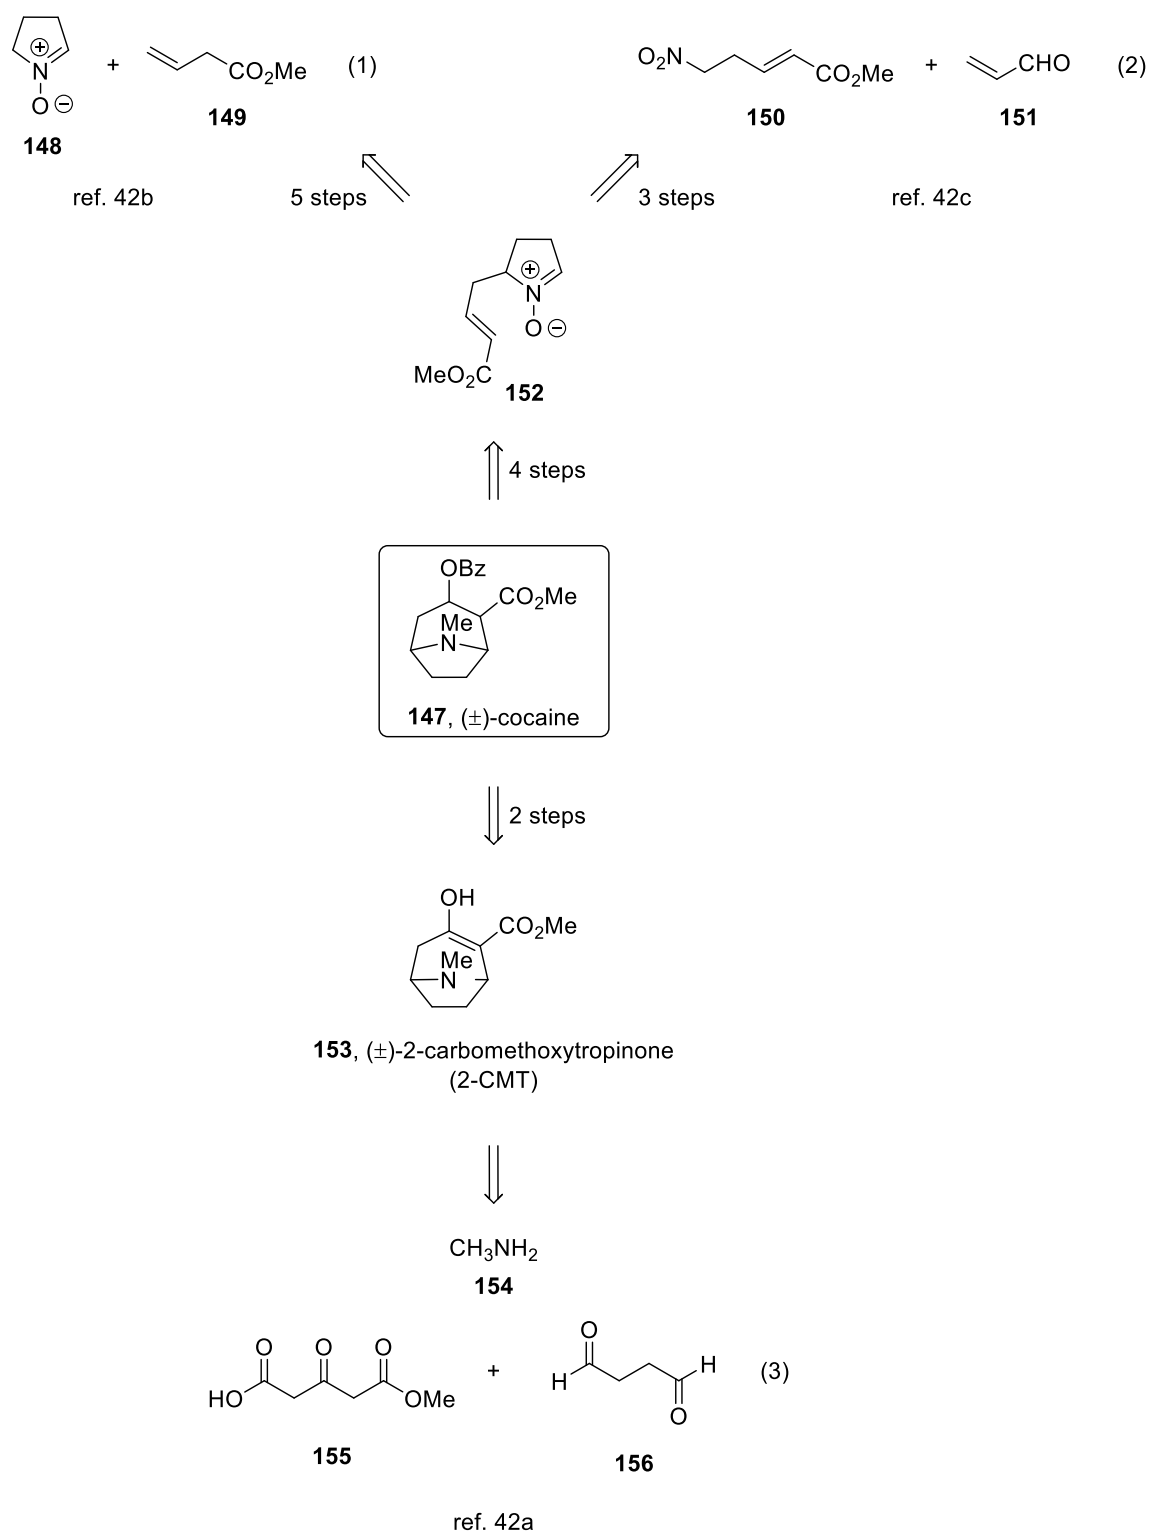 N
⊕
O ⊖
148
+
CO₂Me
149
(1)
O₂N
CO₂Me
150
+
CHO
151
(2)
ref. 42b
5 steps
3 steps
ref. 42c
⊕
N
O ⊖
MeO₂C
152
4 steps
OBz
CO₂Me
Me
N
147, (±)-cocaine
2 steps
OH
CO₂Me
Me
N
153, (±)-2-carbomethoxytropinone
(2-CMT)
CH₃NH₂
154
O O O
HO OMe
155
+
O
H H
O
156
(3)
ref. 42a